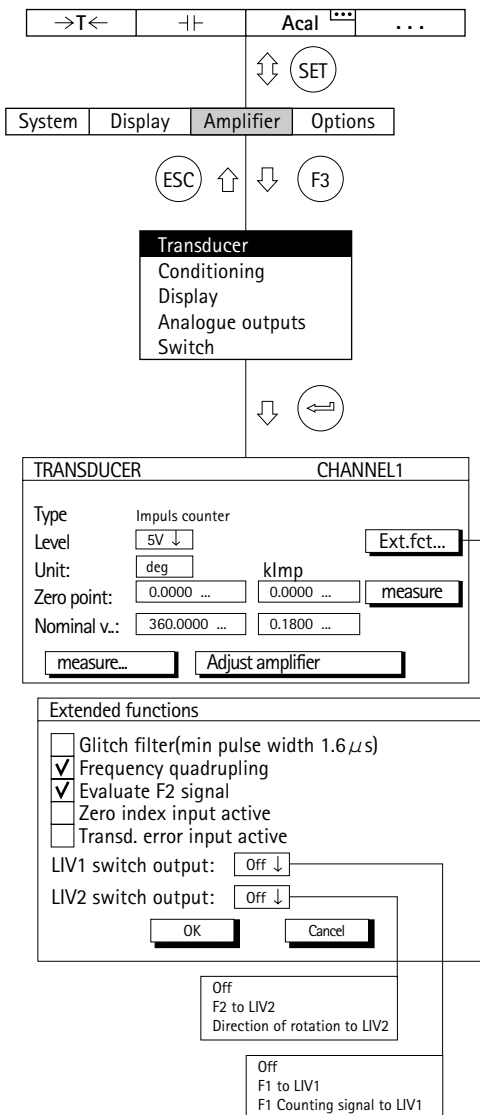 →T← ⊣⊢ Acal ... . . .
SET
System Display Amplifier Options
ESC F3
Transducer
Conditioning
Display
Analogue outputs
Switch
TRANSDUCER CHANNEL1
Type Impuls counter
Level 5V ↓ Ext.fct...
Unit: deg kImp
Zero point: 0.0000 ... 0.0000 ... measure
Nominal v..: 360.0000 ... 0.1800 ...
measure... Adjust amplifier
Extended functions
Glitch filter(min pulse width 1.6 μs)
✓ Frequency quadrupling
✓ Evaluate F2 signal
Zero index input active
Transd. error input active
LIV1 switch output: Off ↓
LIV2 switch output: Off ↓
OK Cancel
Off
F2 to LIV2
Direction of rotation to LIV2
Off
F1 to LIV1
F1 Counting signal to LIV1